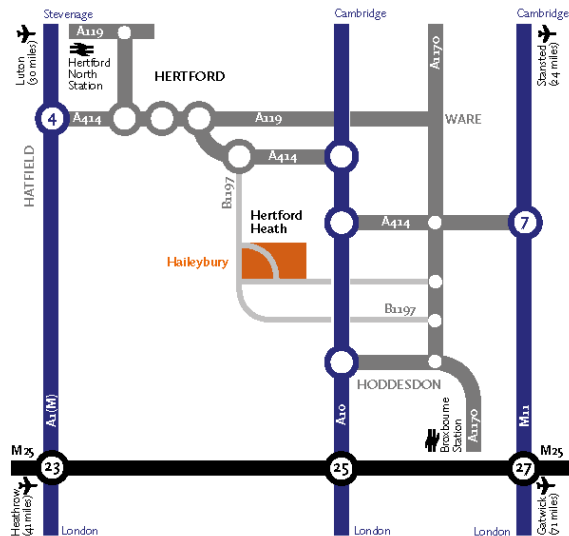 Stevenage
Cambridge
Cambridge
Luton
(30 miles)
A119
Hertford
North
Station
HERTFORD
A1170
Stansted
(24 miles)
4
A414
A119
WARE
HATFIELD
A414
B1197
Hertford
Heath
A414
7
Haileybury
B1197
HODDESDON
A1(M)
A10
Broxbourne
Station
A1170
M11
M25
M25
23
25
27
Heathrow
(41 miles)
Gatwick
(71 miles)
London
London
London